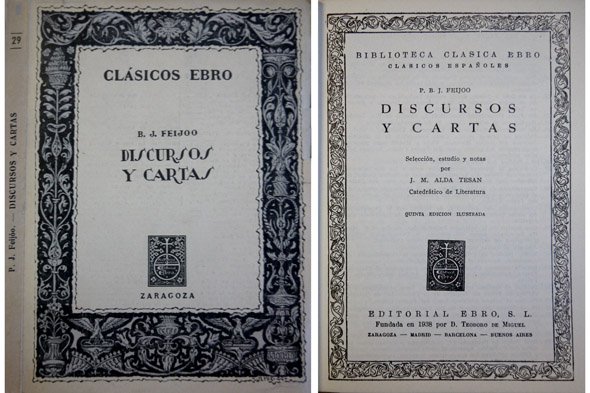 29
P. J. Feijóo.— DISCURSOS Y CARTAS
CLÁSICOS EBRO
B. J. FEIJOO
DISCURSOS
Y CARTAS
ZARAGOZA
BIBLIOTECA CLASICA EBRO
CLASICOS ESPAÑOLES
P. B. J. FEIJOO
DISCURSOS
Y CARTAS
Selección, estudio y notas
por
J. M. ALDA TESAN
Catedrático de Literatura
QUINTA EDICION ILUSTRADA
EDITORIAL EBRO, S. L.
Fundada en 1938 por D. TEODORO DE MIGUEL
ZARAGOZA — MADRID — BARCELONA — BUENOS AIRES